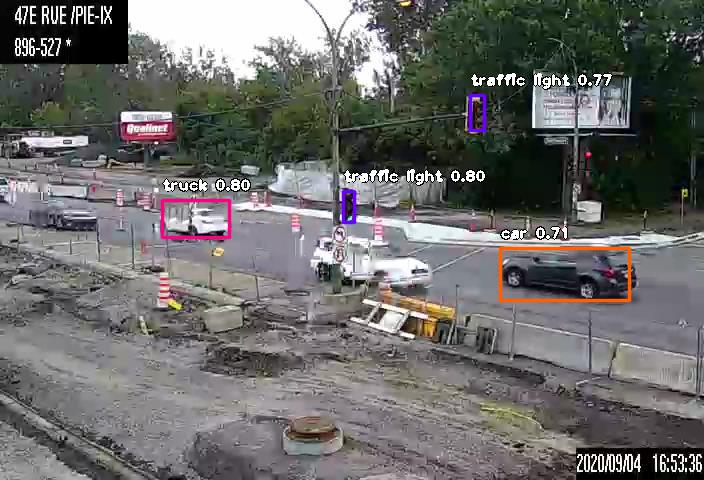 47E RUE /PIE-IX
896-527 *
traffic light 0.77
Qualinet
traffic light 0.80
truck 0.80
car 0.71
2020/09/04 16:53:36